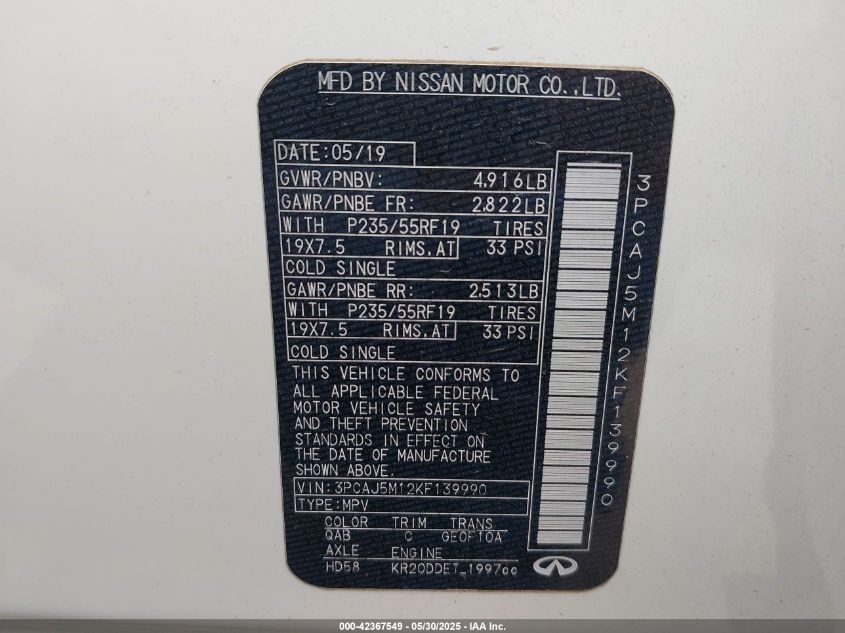 MFD BY NISSAN MOTOR CO.,LTD.
DATE:05/19
GVWR/PNBV: 4,916LB
GAWR/PNBE FR: 2,822LB
WITH P235/55RF19 TIRES
19X7.5 RIMS,AT 33 PSI
COLD SINGLE
GAWR/PNBE RR: 2,513LB
WITH P235/55RF19 TIRES
19X7.5 RIMS,AT 33 PSI
COLD SINGLE
THIS VEHICLE CONFORMS TO
ALL APPLICABLE FEDERAL
MOTOR VEHICLE SAFETY
AND THEFT PREVENTION
STANDARDS IN EFFECT ON
THE DATE OF MANUFACTURE
SHOWN ABOVE.
VIN:3PCAJ5M12KF139990
TYPE:MPV
COLOR TRIM TRANS
QAB C GEOF10A
AXLE ENGINE
HD58 KR20DDET_1997cc
3PCAJ5M12KF139990
000-42367549 — 05/30/2025 - IAA Inc.